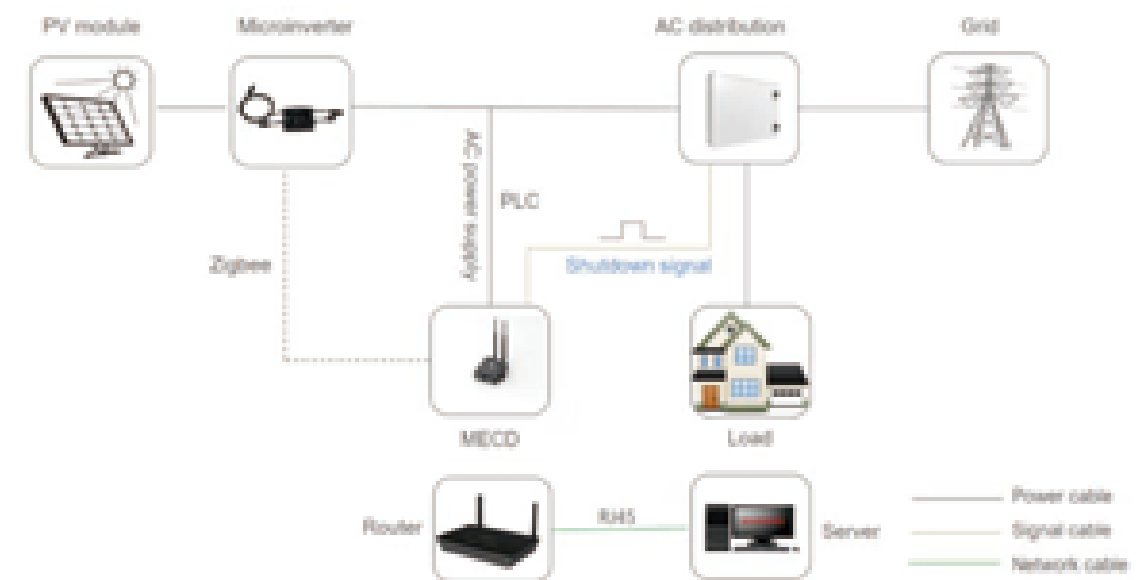 PV module
Microinverter
AC distribution
Grid
AC power supply
PLC
Zigbee
Shutdown signal
MECD
Load
Router
RJ45
Server
Power cable
Signal cable
Network cable